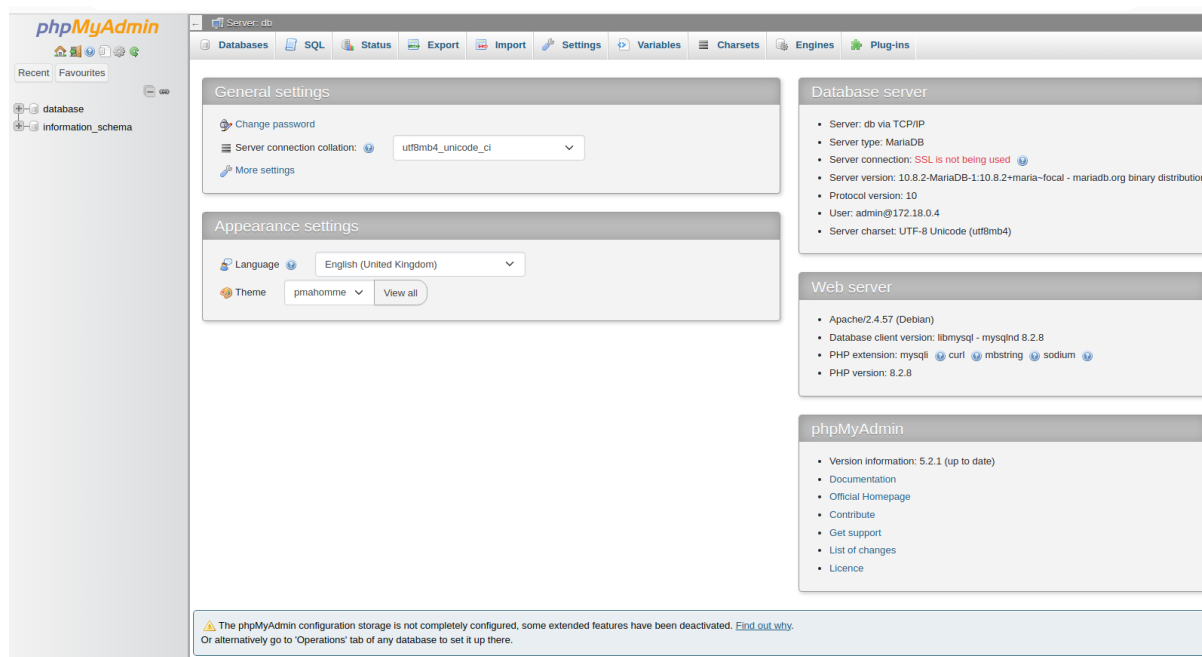 phpMyAdmin
Recent Favourites
database
information_schema
Server: db
Databases SQL Status Export Import Settings Variables Charsets Engines Plug-ins
General settings
Change password
Server connection collation: utf8mb4_unicode_ci
More settings
Appearance settings
Language English (United Kingdom)
Theme pmahomme View all
Database server
Server: db via TCP/IP
Server type: MariaDB
Server connection: SSL is not being used
Server version: 10.8.2-MariaDB-1:10.8.2+maria~focal - mariadb.org binary distribution
Protocol version: 10
User: admin@172.18.0.4
Server charset: UTF-8 Unicode (utf8mb4)
Web server
Apache/2.4.57 (Debian)
Database client version: libmysql - mysqlnd 8.2.8
PHP extension: mysqli curl mbstring sodium
PHP version: 8.2.8
phpMyAdmin
Version information: 5.2.1 (up to date)
Documentation
Official Homepage
Contribute
Get support
List of changes
Licence
The phpMyAdmin configuration storage is not completely configured, some extended features have been deactivated. Find out why.
Or alternatively go to 'Operations' tab of any database to set it up there.